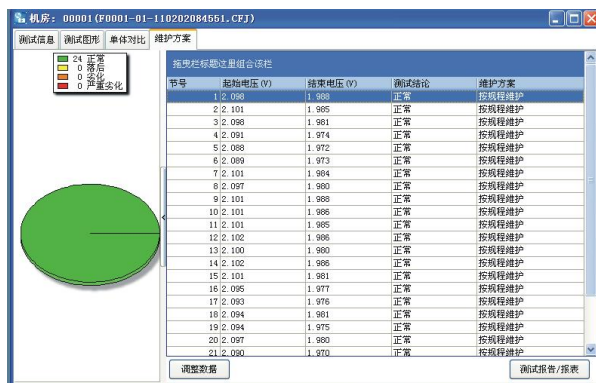 机房: 00001(F0001-01-110202084551.CFJ)
测试信息 测试图形 单体对比 维护方案
24 正常
0 落后
0 劣化
0 严重劣化
拖曳栏标题这里组合该栏
节号 起始电压(V) 结束电压(V) 测试结论 维护方案
1 2.098 1.988 正常 按规程维护
2 2.101 1.985 正常 按规程维护
3 2.098 1.981 正常 按规程维护
4 2.091 1.974 正常 按规程维护
5 2.088 1.972 正常 按规程维护
6 2.089 1.973 正常 按规程维护
7 2.101 1.984 正常 按规程维护
8 2.097 1.980 正常 按规程维护
9 2.101 1.988 正常 按规程维护
10 2.101 1.986 正常 按规程维护
11 2.101 1.985 正常 按规程维护
12 2.102 1.986 正常 按规程维护
13 2.100 1.980 正常 按规程维护
14 2.102 1.986 正常 按规程维护
15 2.101 1.981 正常 按规程维护
16 2.095 1.977 正常 按规程维护
17 2.093 1.976 正常 按规程维护
18 2.094 1.981 正常 按规程维护
19 2.094 1.975 正常 按规程维护
20 2.097 1.980 正常 按规程维护
21 2.090 1.970 正常 按规程维护
调整数据 测试报告/报表